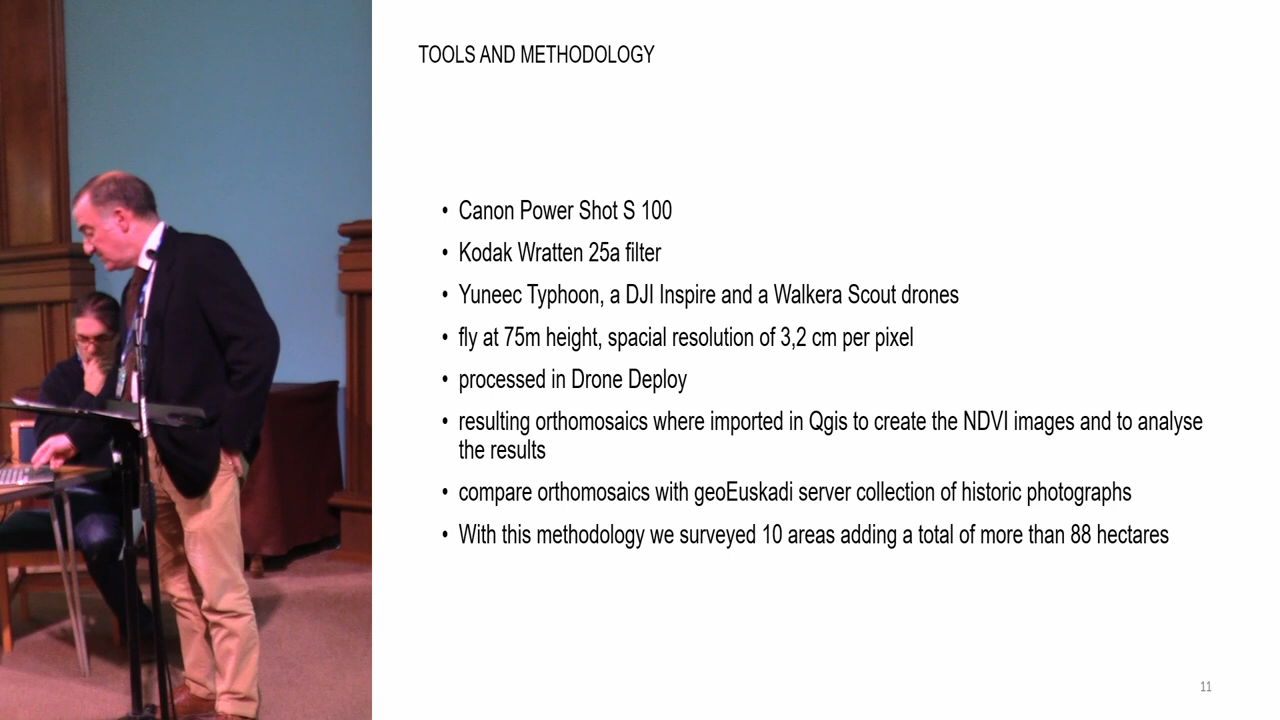 TOOLS AND METHODOLOGY
• Canon Power Shot S 100
• Kodak Wratten 25a filter
• Yuneec Typhoon, a DJI Inspire and a Walkera Scout drones
• fly at 75m height, spacial resolution of 3,2 cm per pixel
• processed in Drone Deploy
• resulting orthomosaics where imported in Qgis to create the NDVI images and to analyse
the results
• compare orthomosaics with geoEuskadi server collection of historic photographs
• With this methodology we surveyed 10 areas adding a total of more than 88 hectares
11